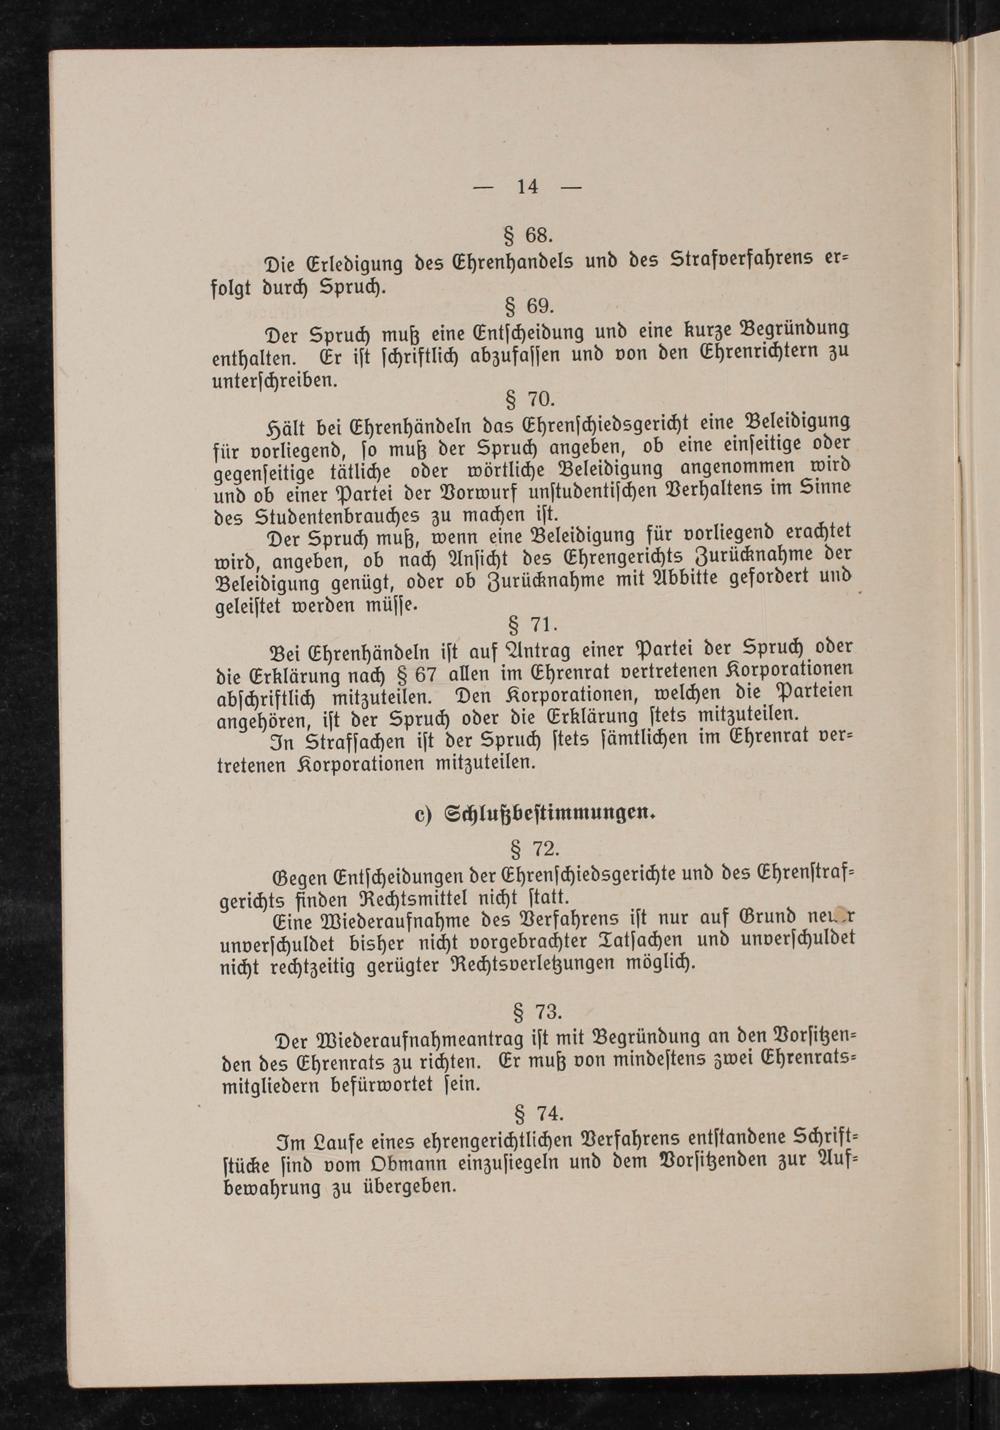 — 14 —
§ 68.
Die Erledigung des Ehrenhandels und des Strafverfahrens er-
folgt durch Spruch.
§ 69.
Der Spruch muß eine Entscheidung und eine kurze Begründung
enthalten. Er ist schriftlich abzufassen und von den Ehrenrichtern zu
unterschreiben.
§ 70.
Hält bei Ehrenhändeln das Ehrenschiedsgericht eine Beleidigung
für vorliegend, so muß der Spruch angeben, ob eine einseitige oder
gegenseitige tätliche oder wörtliche Beleidigung angenommen wird
und ob einer Partei der Vorwurf unstudentischen Verhaltens im Sinne
des Studentenbrauches zu machen ist.
Der Spruch muß, wenn eine Beleidigung für vorliegend erachtet
wird, angeben, ob nach Ansicht des Ehrengerichts Zurücknahme der
Beleidigung genügt, oder ob Zurücknahme mit Abbitte gefordert und
geleistet werden müsse.
§ 71.
Bei Ehrenhändeln ist auf Antrag einer Partei der Spruch oder
die Erklärung nach § 67 allen im Ehrenrat vertretenen Korporationen
abschriftlich mitzuteilen. Den Korporationen, welchen die Parteien
angehören, ist der Spruch oder die Erklärung stets mitzuteilen.
In Strafsachen ist der Spruch stets sämtlichen im Ehrenrat ver-
tretenen Korporationen mitzuteilen.
c) Schlußbestimmungen.
§ 72.
Gegen Entscheidungen der Ehrenschiedsgerichte und des Ehrenstraf-
gerichts finden Rechtsmittel nicht statt.
Eine Wiederaufnahme des Verfahrens ist nur auf Grund neuer
unverschuldet bisher nicht vorgebrachter Tatsachen und unverschuldet
nicht rechtzeitig gerügter Rechtsverletzungen möglich.
§ 73.
Der Wiederaufnahmeantrag ist mit Begründung an den Vorsitzen-
den des Ehrenrats zu richten. Er muß von mindestens zwei Ehrenrats-
mitgliedern befürwortet sein.
§ 74.
Im Laufe eines ehrengerichtlichen Verfahrens entstandene Schrift-
stücke sind vom Obmann einzusiegeln und dem Vorsitzenden zur Auf-
bewahrung zu übergeben.